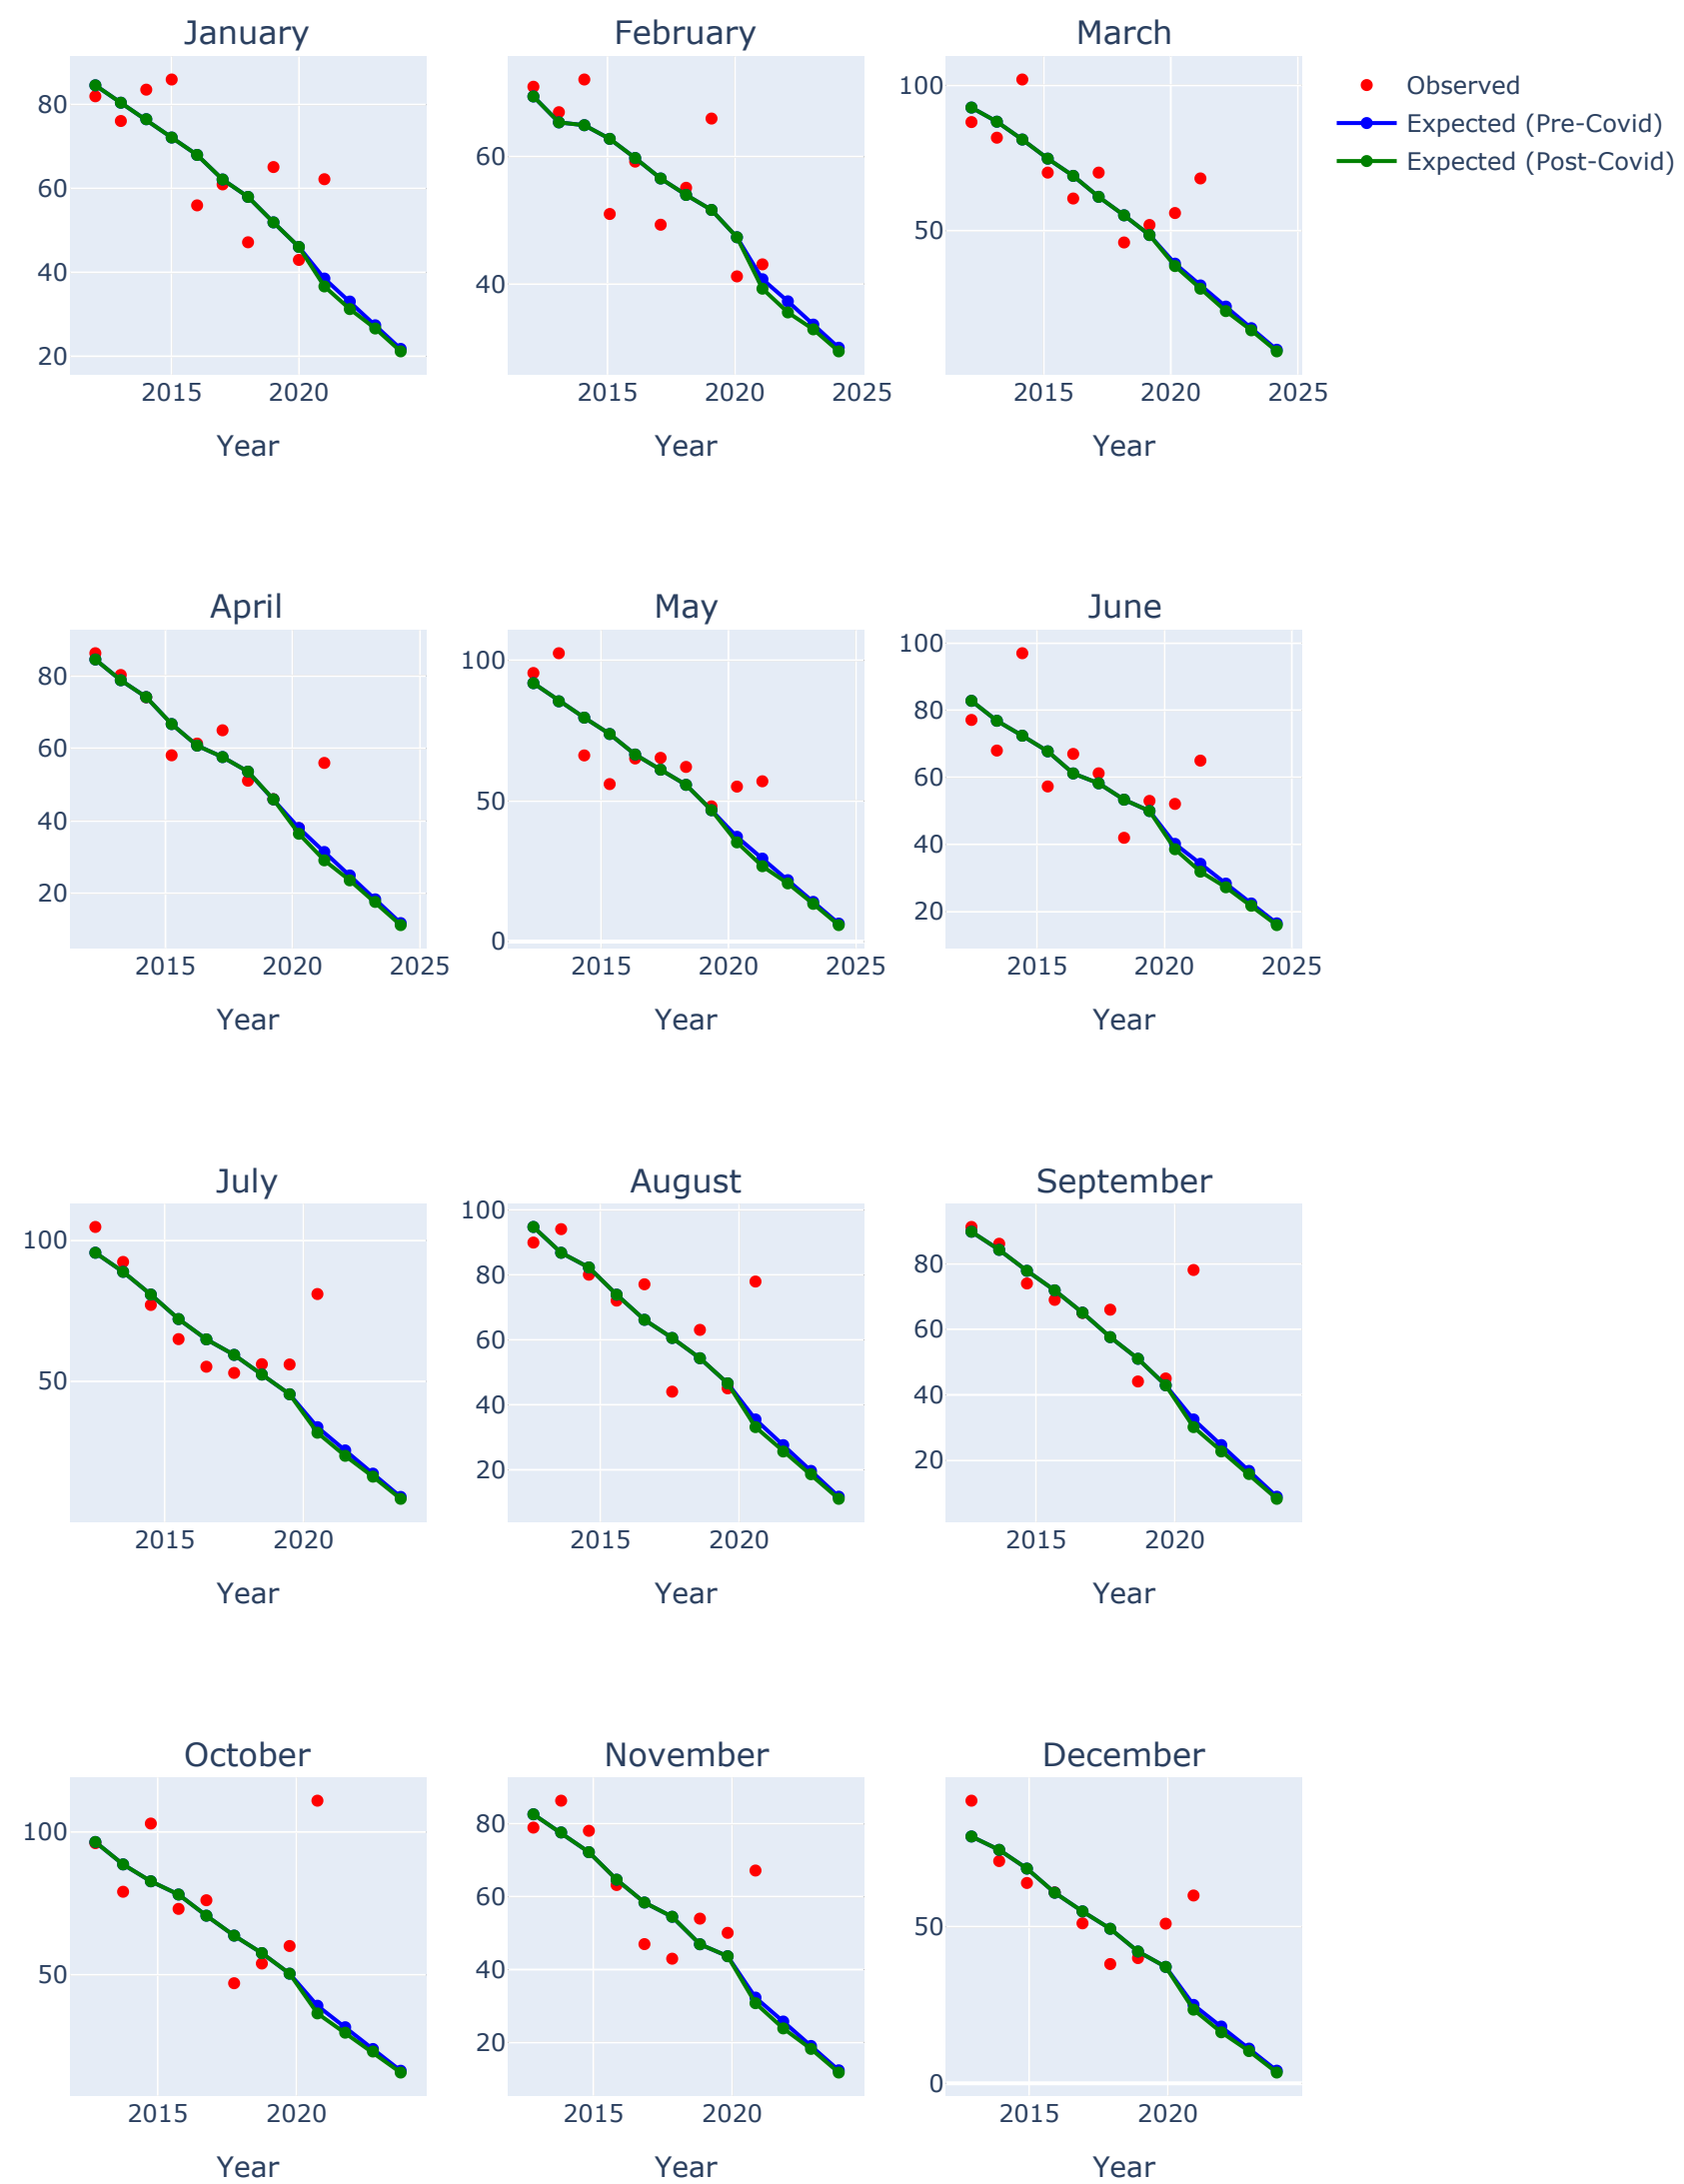 January
February
March
Observed
Expected (Pre-Covid)
Expected (Post-Covid)
80
60
40
20
2015
2020
Year
60
40
2015
2020
2025
Year
100
50
2015
2020
2025
Year
April
May
June
80
60
40
20
2015
2020
2025
Year
100
50
0
2015
2020
2025
Year
100
80
60
40
20
2015
2020
2025
Year
July
August
September
100
50
2015
2020
Year
100
80
60
40
20
2015
2020
Year
80
60
40
20
2015
2020
Year
October
November
December
100
50
2015
2020
Year
80
60
40
20
2015
2020
Year
50
0
2015
2020
Year